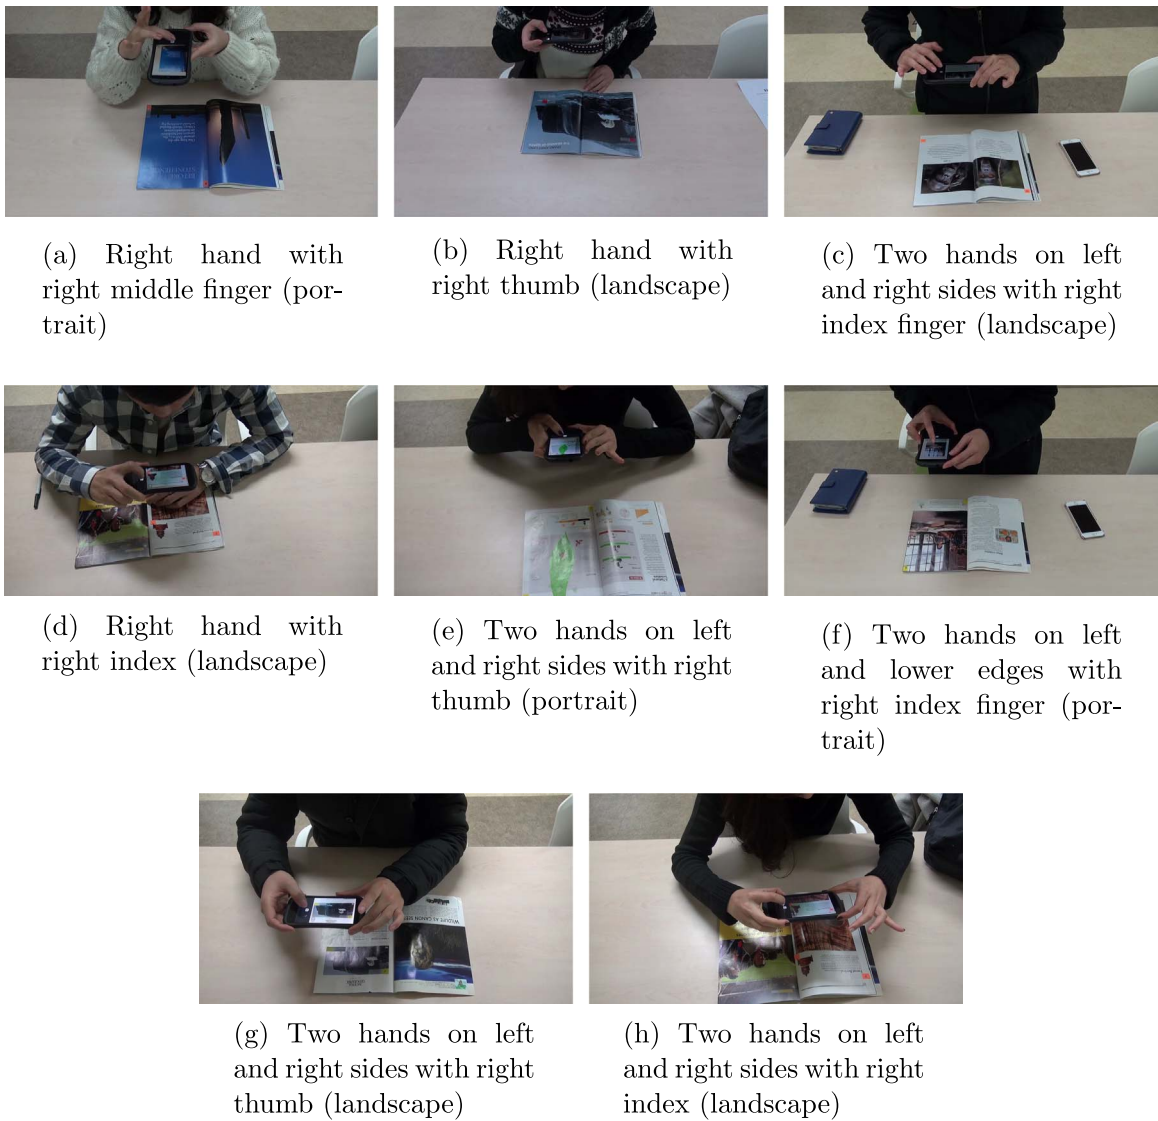 (a) Right hand with
right middle finger (por-
trait)
(b) Right hand with
right thumb (landscape)
(c) Two hands on left
and right sides with right
index finger (landscape)
(d) Right hand with
right index (landscape)
(e) Two hands on left
and right sides with right
thumb (portrait)
(f) Two hands on left
and lower edges with
right index finger (por-
trait)
(g) Two hands on left
and right sides with right
thumb (landscape)
(h) Two hands on left
and right sides with right
index (landscape)